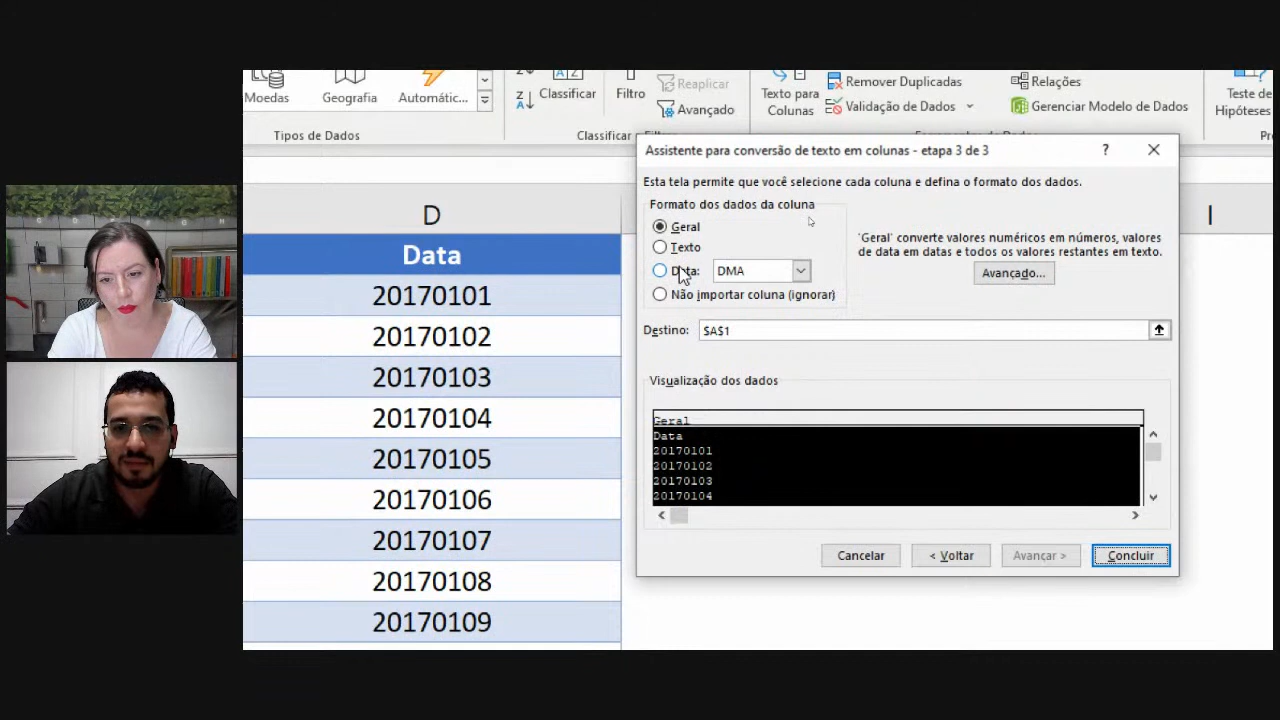 Moedas
Geografia
Automátic...
Classificar
Filtro
Reaplicar
Avançado
Texto para
Colunas
Remover Duplicadas
Validação de Dados
Relações
Gerenciar Modelo de Dados
Teste de
Hipóteses
Tipos de Dados
D
I
Data
20170101
20170102
20170103
20170104
20170105
20170106
20170107
20170108
20170109
Assistente para conversão de texto em colunas - etapa 3 de 3
?
Esta tela permite que você selecione cada coluna e defina o formato dos dados.
Formato dos dados da coluna
Geral
Texto
Data:
DMA
Não importar coluna (ignorar)
'Geral' converte valores numéricos em números, valores
de data em datas e todos os valores restantes em texto.
Avançado...
Destino:
$A$1
Visualização dos dados
Geral
Data
20170101
20170102
20170103
20170104
Cancelar
< Voltar
Avançar >
Concluir